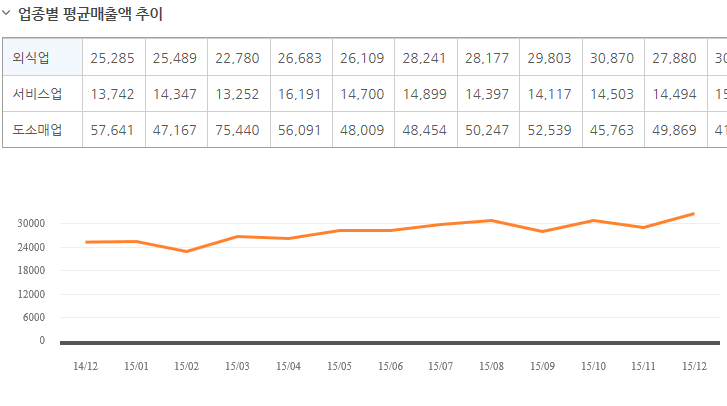 업종별 평균매출액 추이
외식업 25,285 25,489 22,780 26,683 26,109 28,241 28,177 29,803 30,870 27,880 30
서비스업 13,742 14,347 13,252 16,191 14,700 14,899 14,397 14,117 14,503 14,494 15
도소매업 57,641 47,167 75,440 56,091 48,009 48,454 50,247 52,539 45,763 49,869 41
30000
24000
18000
12000
6000
0
14/12 15/01 15/02 15/03 15/04 15/05 15/06 15/07 15/08 15/09 15/10 15/11 15/12